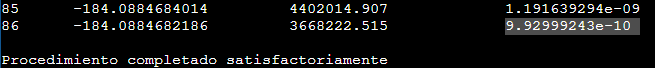 85 -184.0884684014 4402014.907 1.191639294e-09
86 -184.0884682186 3668222.515 9.92999243e-10
Procedimiento completado satisfactoriamente